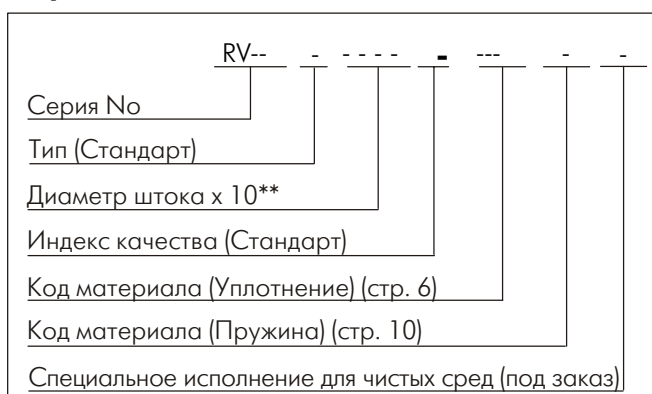 RV-- - - - - - - --- - -
Серия No
Тип (Стандарт)
Диаметр штока x 10**
Индекс качества (Стандарт)
Код материала (Уплотнение) (стр. 6)
Код материала (Пружина) (стр. 10)
Специальное исполнение для чистых сред (под заказ)